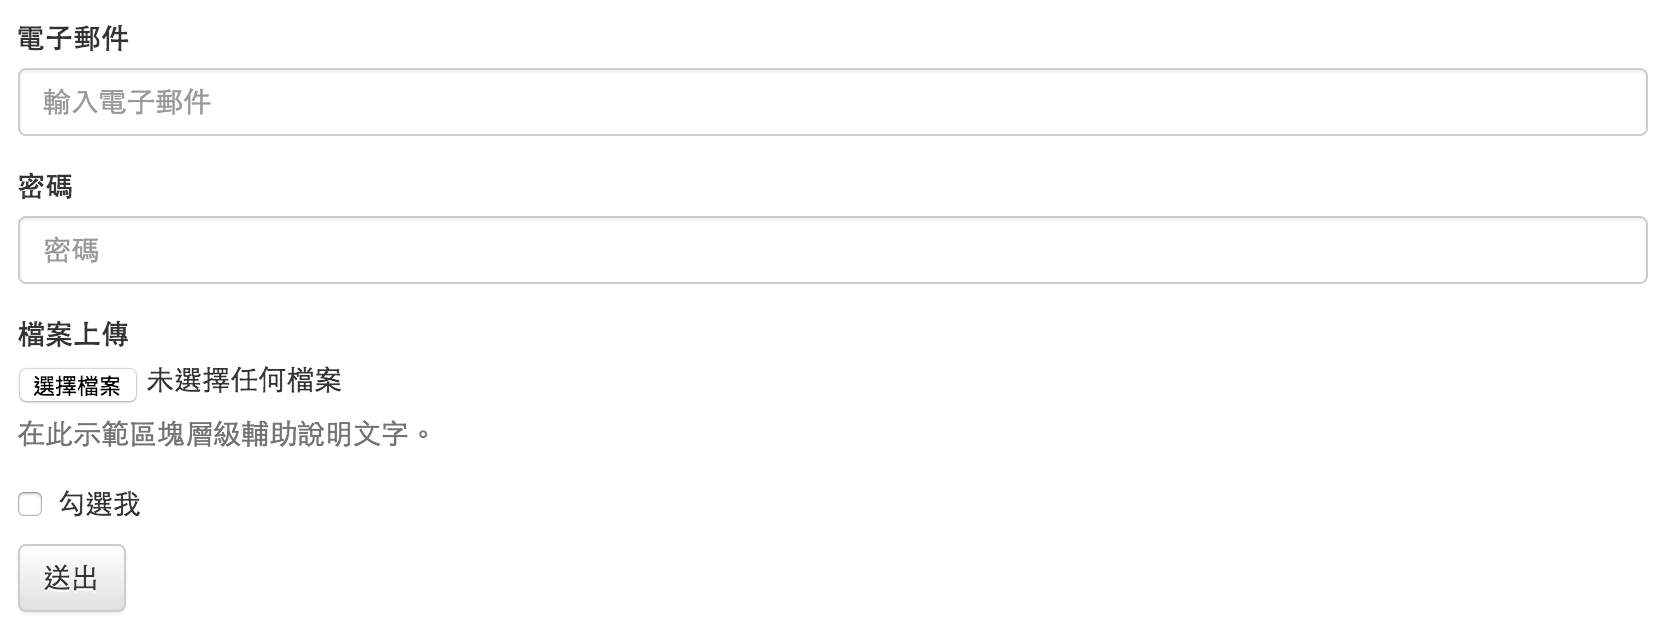 電子郵件
輸入電子郵件
密碼
密碼
檔案上傳
選擇檔案 未選擇任何檔案
在此示範區塊層級輔助說明文字。
勾選我
送出